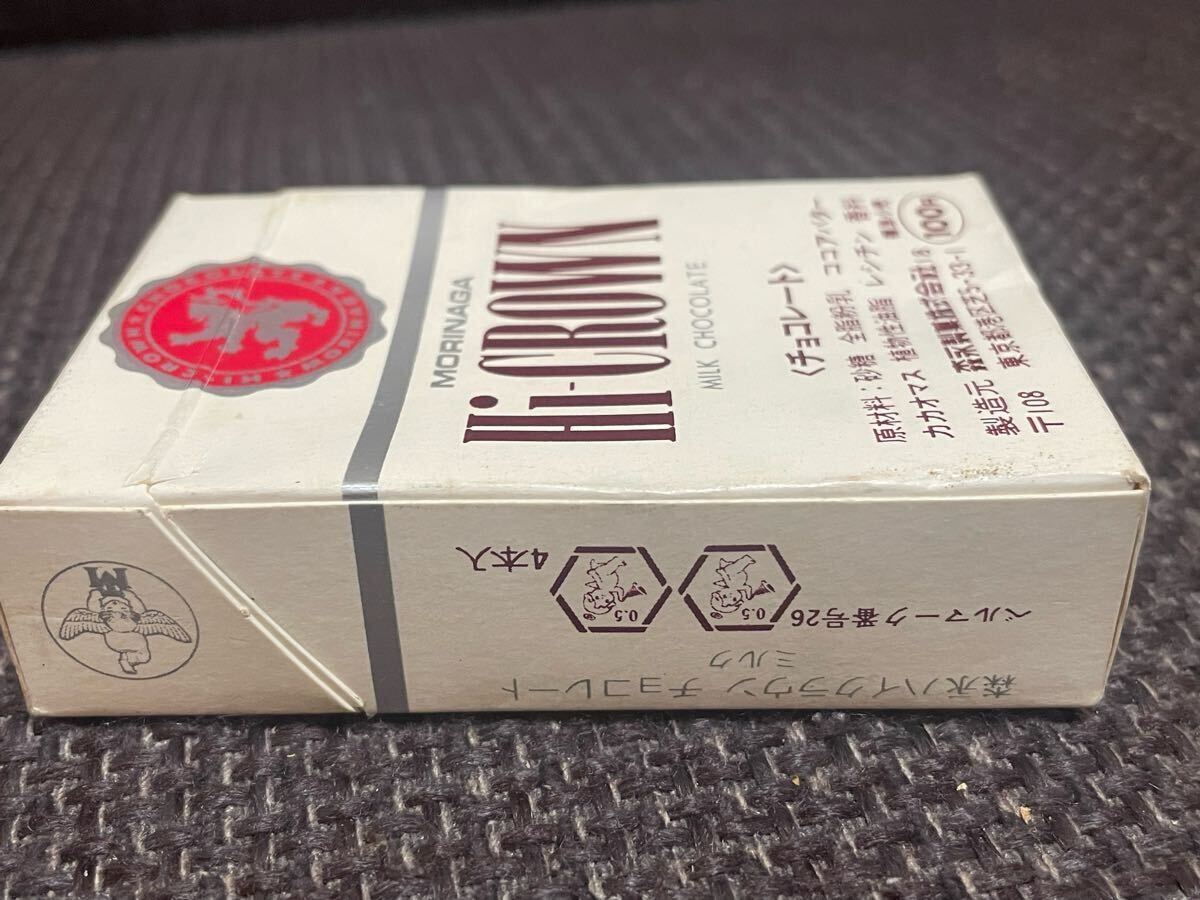 MORINAGA
Hi-CROWN
MILK CHOCOLATE
〈チョコレート〉
原材料:砂糖 全脂粉乳 ココアバター
カカオマス 植物性油脂 レシチン 香料
製造元 森永製菓株式会社
100円
〒108 東京都港区芝5-33-1
M
4本入
0.5
0.5
ベルマーク番号26
ミルク
森永ハイクラウン チョコレート